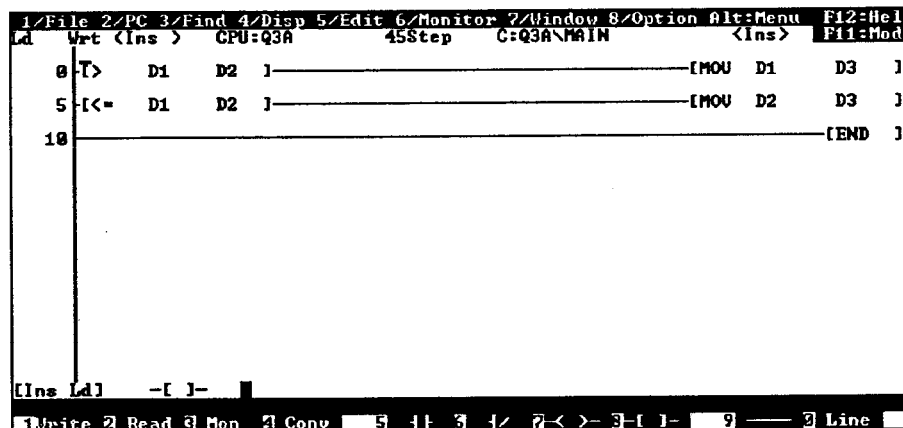 1/File 2/PC 3/Find 4/Disp 5/Edit 6/Monitor 7/Window 8/Option Alt:Menu F12:Hel
Ld Wrt <Ins > CPU:Q3A 45Step C:Q3A\MAIN <Ins> F11:Mod
0 > D1 D2 ] [MOV D1 D3 ]
5 [<= D1 D2 ] [MOV D2 D3 ]
10 [END ]
[Ins Ld] -[ ]-
1Write 2 Read 3 Mon 4 Copy 5 ┤├ 6 ┤/ 7-< >- 8-[ ]- 9 —— 0 Line